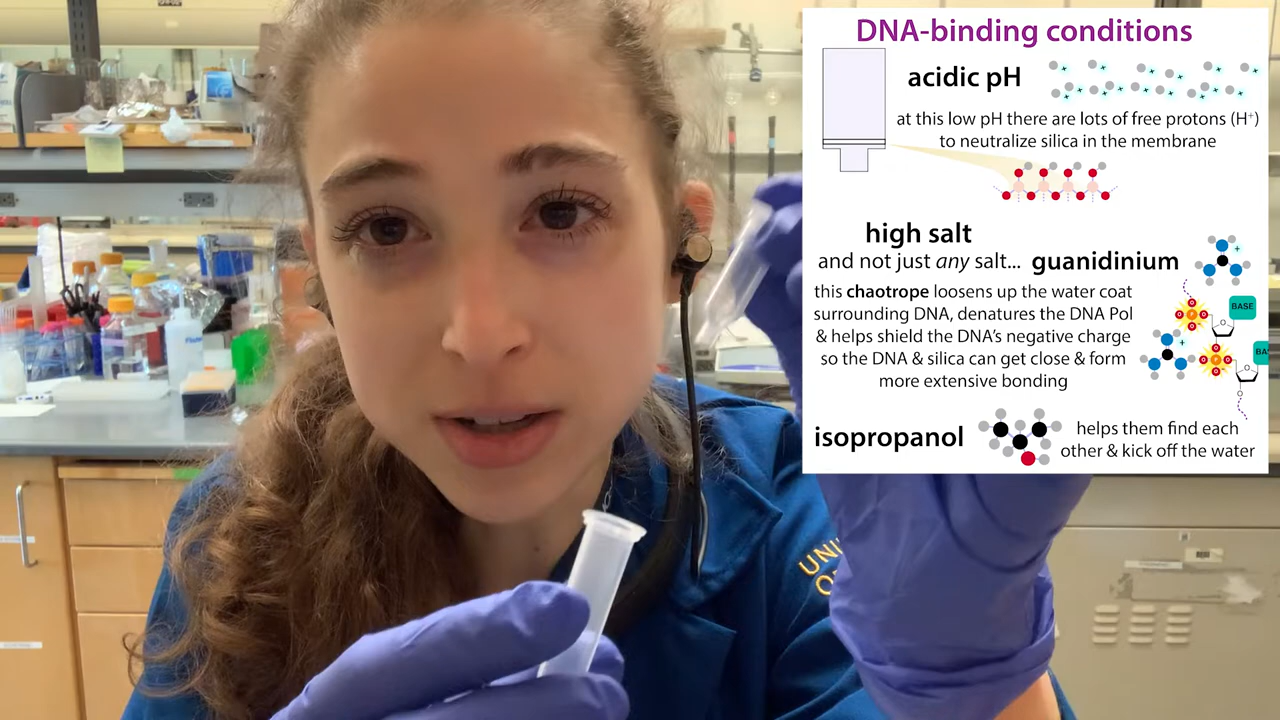 DNA-binding conditions
acidic pH
at this low pH there are lots of free protons (H⁺)
to neutralize silica in the membrane
high salt
and not just any salt... guanidinium
this chaotrope loosens up the water coat
surrounding DNA, denatures the DNA Pol
& helps shield the DNA's negative charge
so the DNA & silica can get close & form
more extensive bonding
BASE
isopropanol
helps them find each
other & kick off the water
UNI
O